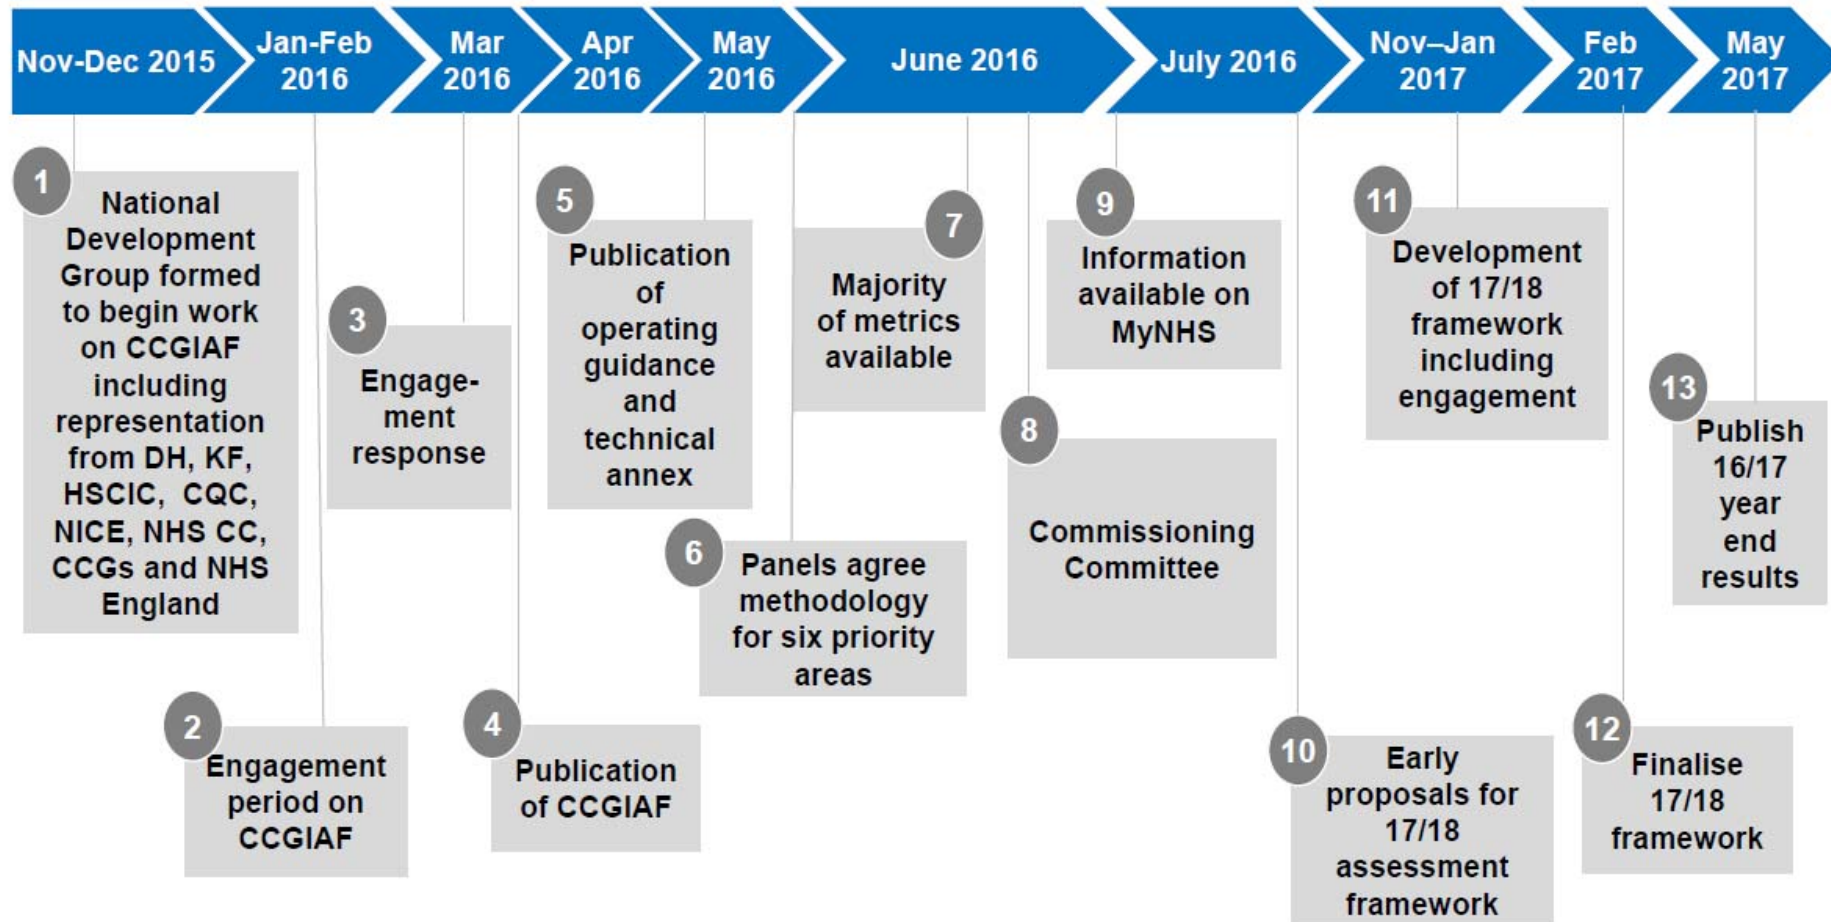 Nov-Dec 2015
Jan-Feb
2016
Mar
2016
Apr
2016
May
2016
June 2016
July 2016
Nov–Jan
2017
Feb
2017
May
2017
1
National
Development
Group formed
to begin work
on CCGIAF
including
representation
from DH, KF,
HSCIC, CQC,
NICE, NHS CC,
CCGs and NHS
England
2
Engagement
period on
CCGIAF
3
Engage-
ment
response
4
Publication
of CCGIAF
5
Publication
of
operating
guidance
and
technical
annex
6
Panels agree
methodology
for six priority
areas
7
Majority
of metrics
available
8
Commissioning
Committee
9
Information
available on
MyNHS
10
Early
proposals for
17/18
assessment
framework
11
Development
of 17/18
framework
including
engagement
12
Finalise
17/18
framework
13
Publish
16/17
year
end
results